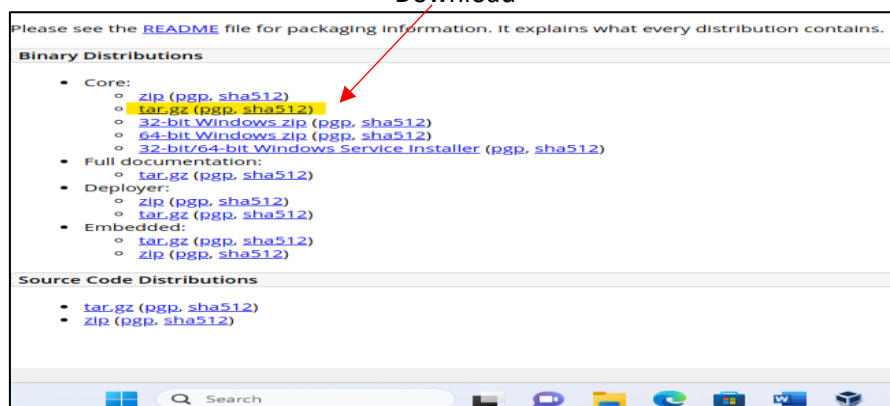 Download
Please see the README file for packaging information. It explains what every distribution contains.
Binary Distributions
• Core:
◦ zip (pgp, sha512)
◦ tar.gz (pgp, sha512)
◦ 32-bit Windows zip (pgp, sha512)
◦ 64-bit Windows zip (pgp, sha512)
◦ 32-bit/64-bit Windows Service Installer (pgp, sha512)
• Full documentation:
◦ tar.gz (pgp, sha512)
• Deployer:
◦ zip (pgp, sha512)
◦ tar.gz (pgp, sha512)
• Embedded:
◦ tar.gz (pgp, sha512)
◦ zip (pgp, sha512)
Source Code Distributions
• tar.gz (pgp, sha512)
• zip (pgp, sha512)
Search